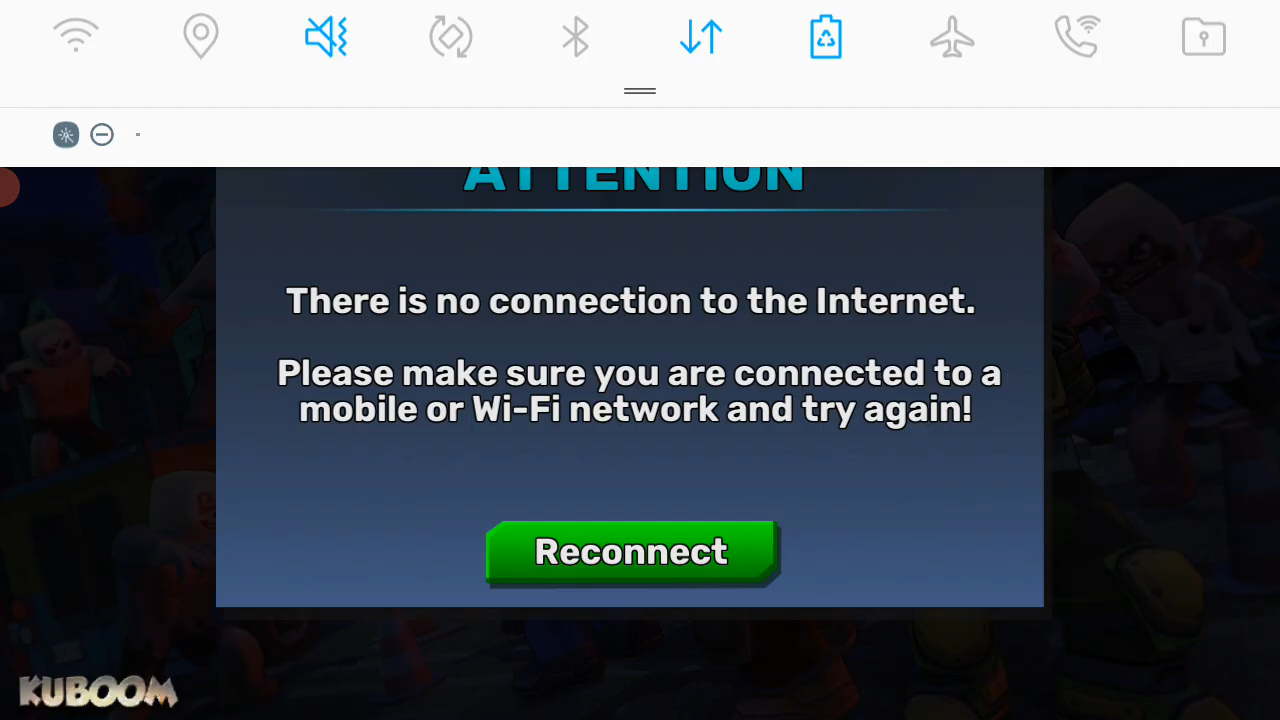 ATTENTION
There is no connection to the Internet.
Please make sure you are connected to a
mobile or Wi-Fi network and try again!
Reconnect
KUBOOM